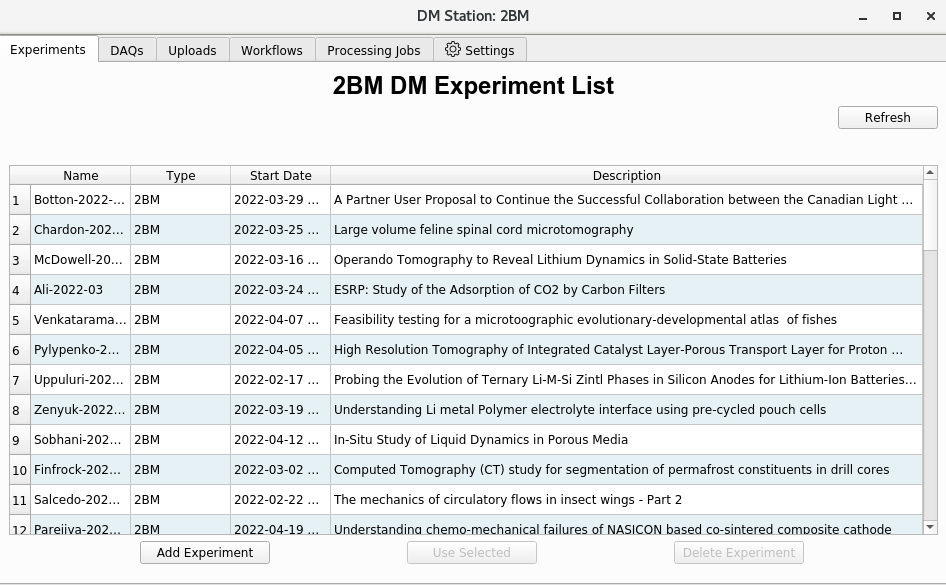 DM Station: 2BM
Experiments DAQs Uploads Workflows Processing Jobs Settings
2BM DM Experiment List
Refresh
Name Type Start Date Description
1 Botton-2022-... 2BM 2022-03-29 ... A Partner User Proposal to Continue the Successful Collaboration between the Canadian Light ...
2 Chardon-202... 2BM 2022-03-25 ... Large volume feline spinal cord microtomography
3 McDowell-20... 2BM 2022-03-16 ... Operando Tomography to Reveal Lithium Dynamics in Solid-State Batteries
4 Ali-2022-03 2BM 2022-03-24 ... ESRP: Study of the Adsorption of CO2 by Carbon Filters
5 Venkatarama... 2BM 2022-04-07 ... Feasibility testing for a microtoographic evolutionary-developmental atlas  of fishes
6 Pylypenko-2... 2BM 2022-04-05 ... High Resolution Tomography of Integrated Catalyst Layer-Porous Transport Layer for Proton ...
7 Uppuluri-202... 2BM 2022-02-17 ... Probing the Evolution of Ternary Li-M-Si Zintl Phases in Silicon Anodes for Lithium-Ion Batteries...
8 Zenyuk-2022... 2BM 2022-03-19 ... Understanding Li metal Polymer electrolyte interface using pre-cycled pouch cells
9 Sobhani-202... 2BM 2022-04-12 ... In-Situ Study of Liquid Dynamics in Porous Media
10 Finfrock-202... 2BM 2022-03-02 ... Computed Tomography (CT) study for segmentation of permafrost constituents in drill cores
11 Salcedo-202... 2BM 2022-02-22 ... The mechanics of circulatory flows in insect wings - Part 2
12 Parejiya-202... 2BM 2022-04-19 ... Understanding chemo-mechanical failures of NASICON based co-sintered composite cathode
Add Experiment Use Selected Delete Experiment